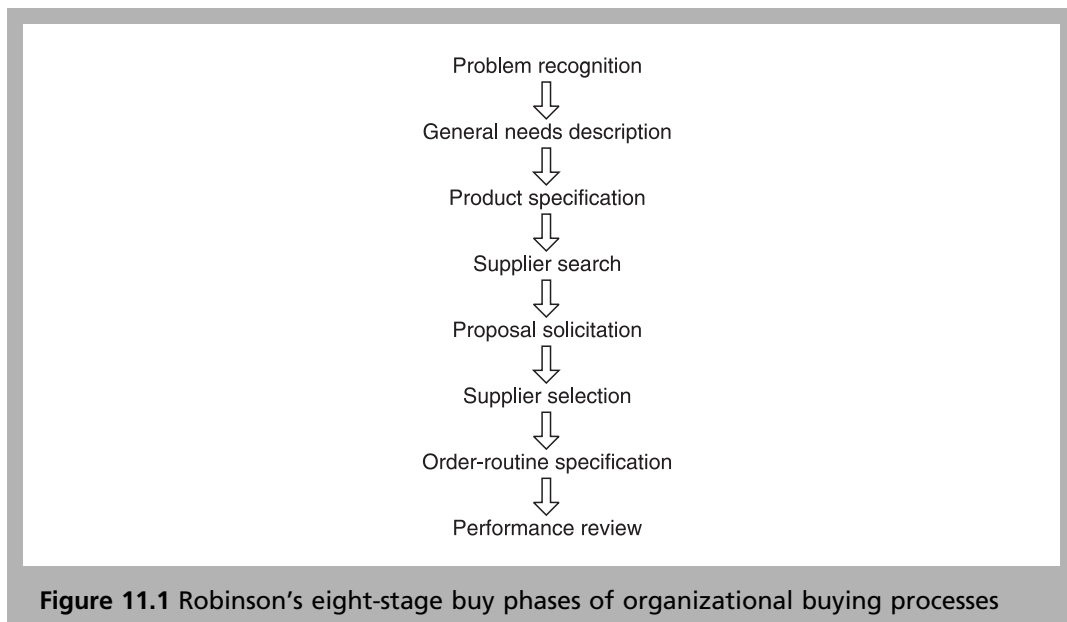 Problem recognition
General needs description
Product specification
Supplier search
Proposal solicitation
Supplier selection
Order-routine specification
Performance review
Figure 11.1 Robinson's eight-stage buy phases of organizational buying processes